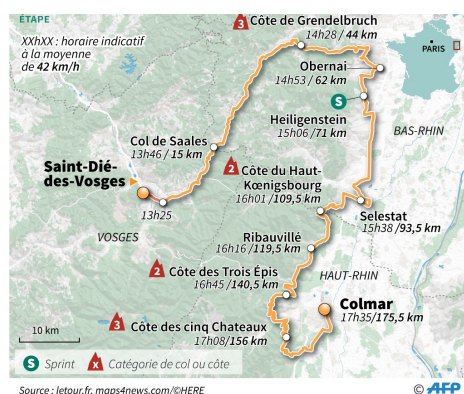 ÉTAPE
XXhXX : horaire indicatif
à la moyenne
de 42 km/h
3 Côte de Grendelbruch
14h28 / 44 km
PARIS
Obernai
14h53 / 62 km
S
Heiligenstein
15h06 /71 km
BAS-RHIN
Col de Saales
13h46 / 15 km
Saint-Dié-
des-Vosges
13h25
2 Côte du Haut-
Kœnigsbourg
16h01 /109,5 km
Selestat
15h38 /93,5 km
VOSGES
Ribauvillé
16h16 /119,5 km
HAUT-RHIN
2 Côte des Trois Épis
16h45 /140,5 km
Colmar
17h35/175,5 km
3 Côte des cinq Chateaux
17h08/156 km
10 km
S Sprint x Catégorie de col ou côte
Source : letour.fr, maps4news.com/©HERE
© AFP